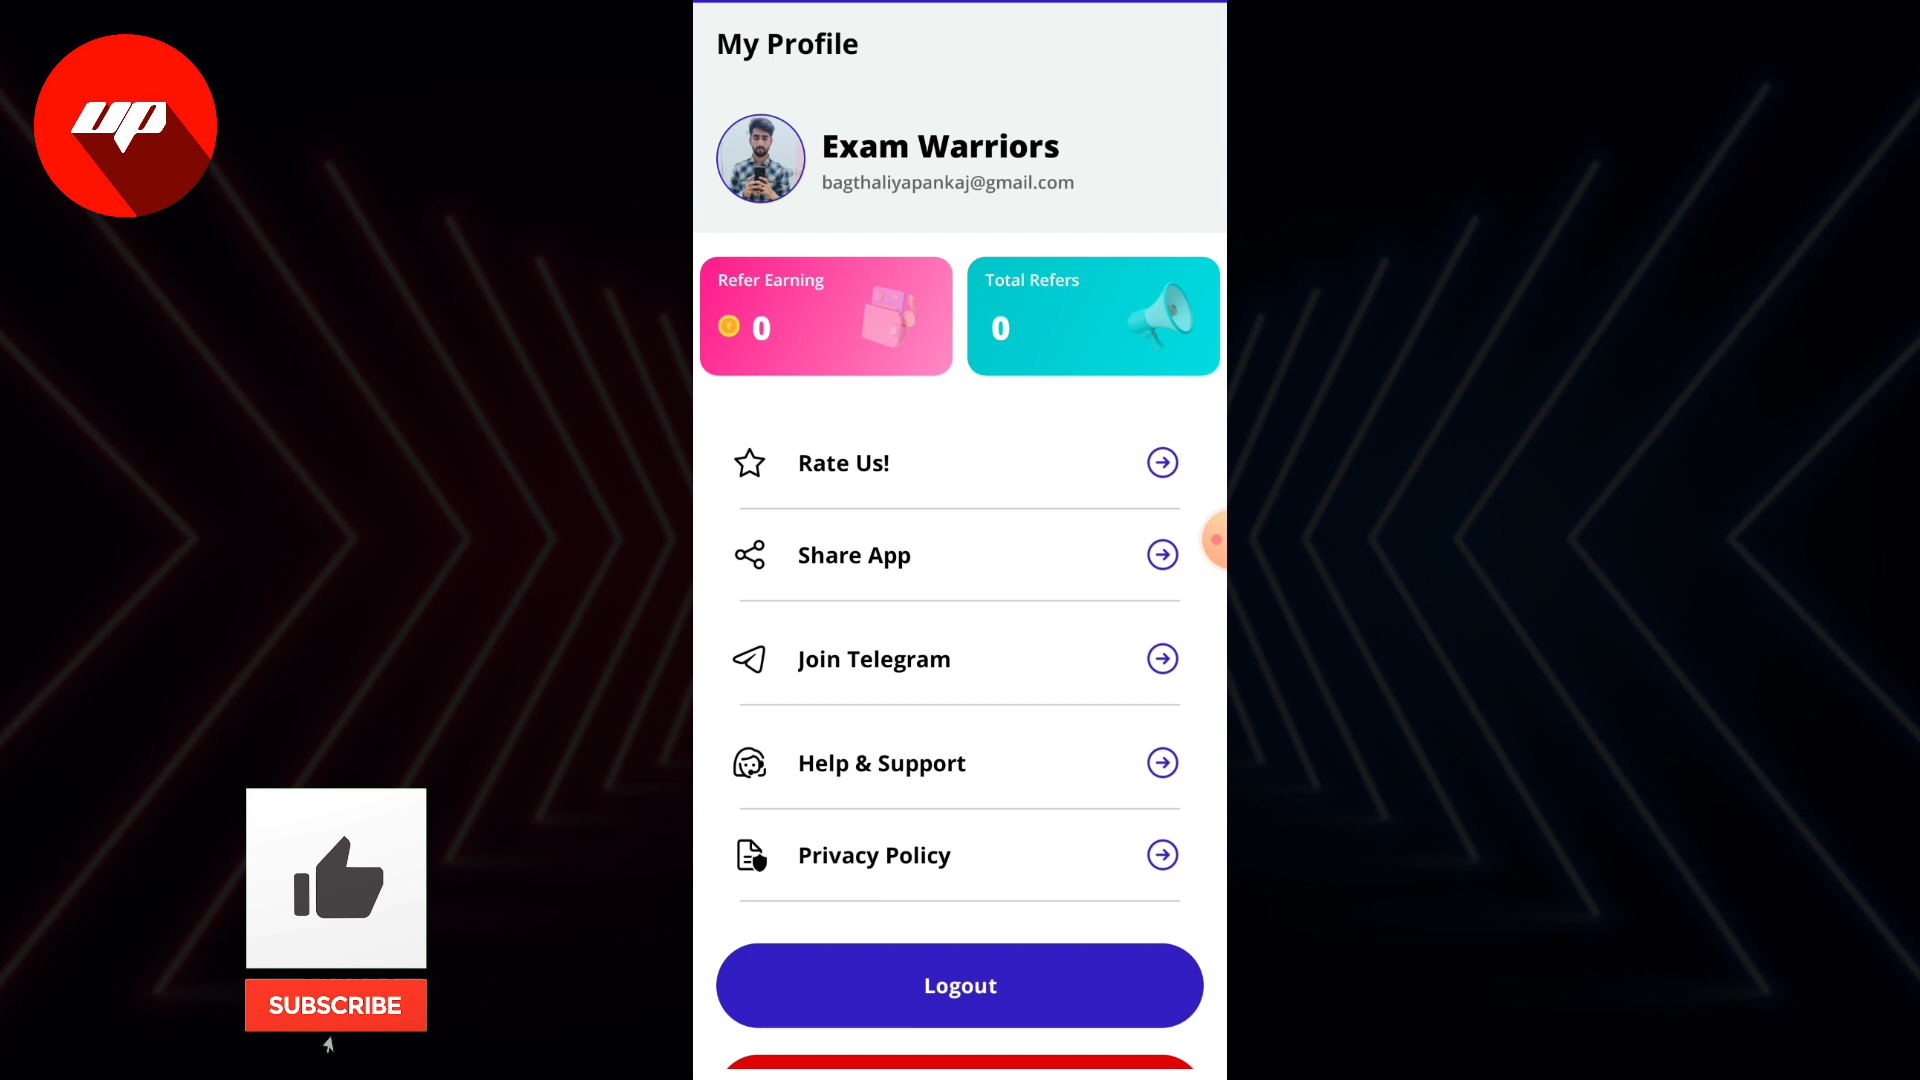 up
My Profile
Exam Warriors
bagthaliyapankaj@gmail.com
Refer Earning
0
Total Refers
0
Rate Us!
Share App
Join Telegram
Help & Support
Privacy Policy
Logout
SUBSCRIBE